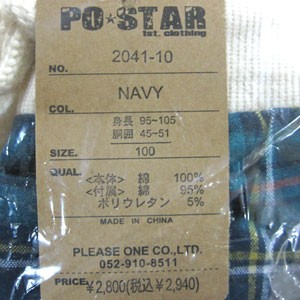 PO★STAR
1st. clothing
NO. 2041-10
COL. NAVY
身長 95~105
胴囲 45~51
SIZE. 100
QUAL. <本体> 綿 100%
<付属> 綿 95%
ポリウレタン 5%
MADE IN CHINA
PLEASE ONE CO.,LTD.
052-910-8511
PRICE. ¥2,800(税込¥2,940)